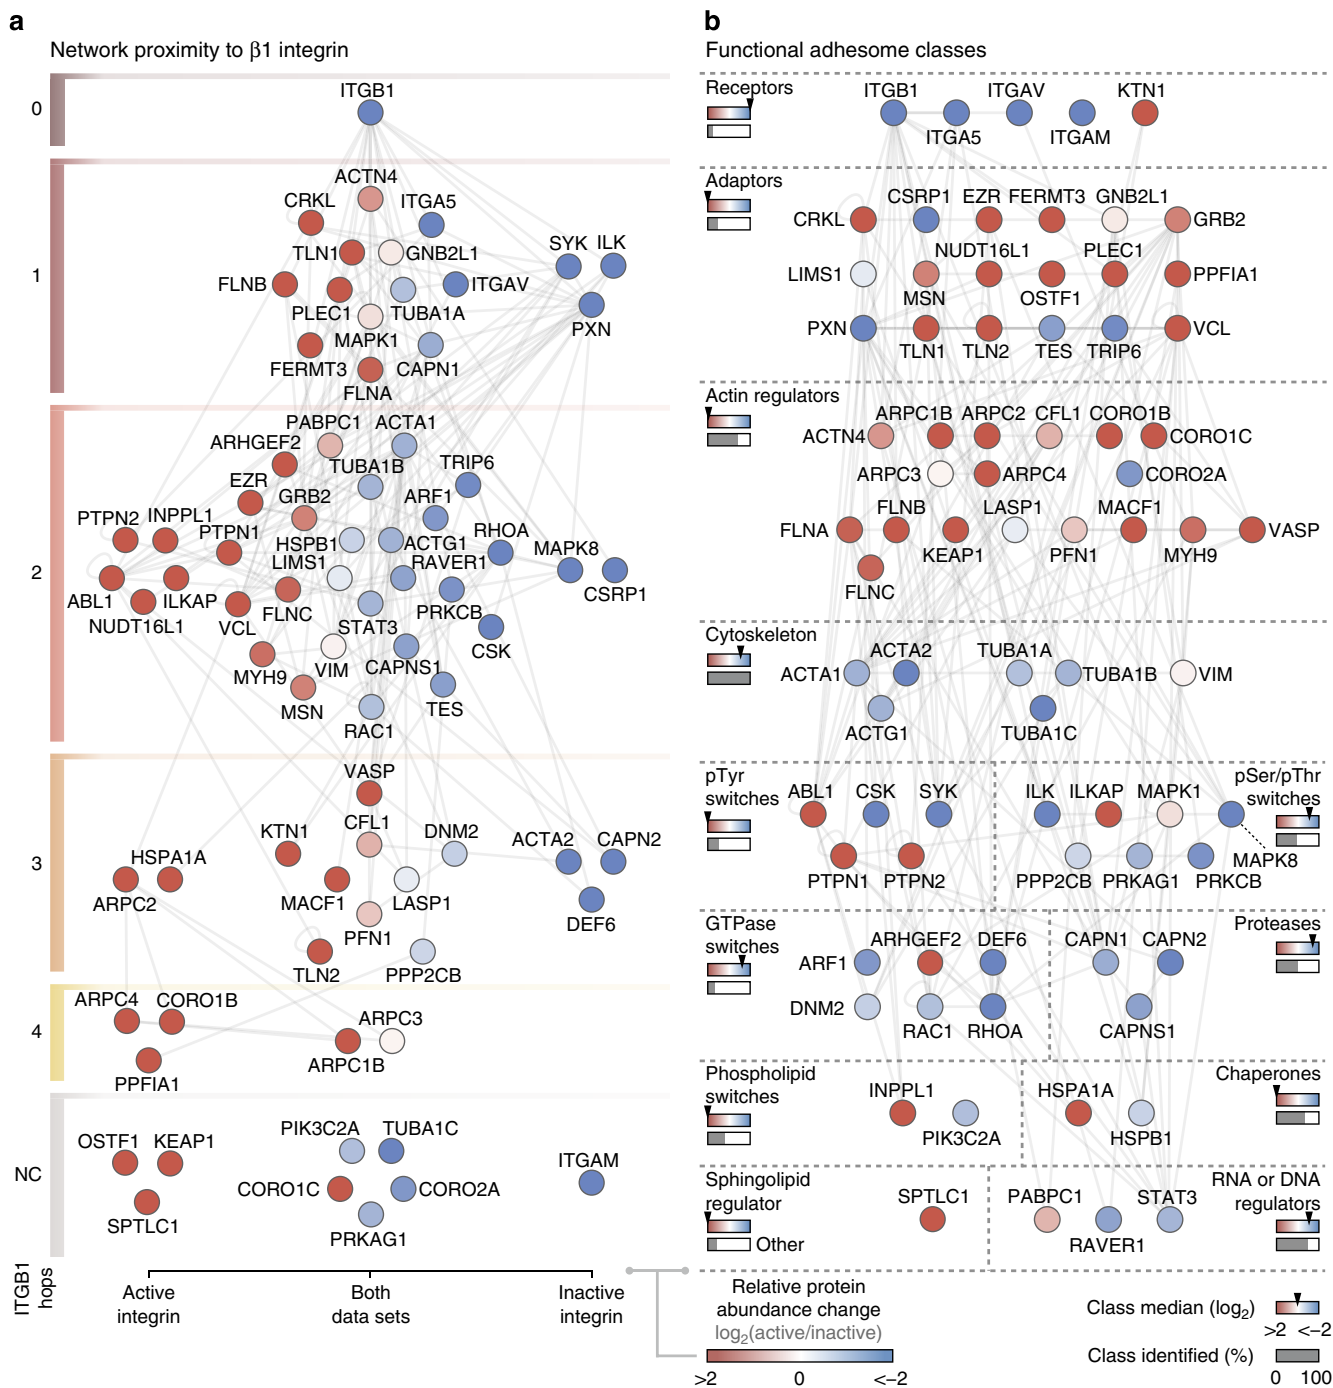 a
Network proximity to β1 integrin
0
ITGB1
1
ACTN4
CRKL
ITGA5
TLN1
GNB2L1
SYK
ILK
FLNB
ITGAV
PLEC1
TUBA1A
PXN
MAPK1
FERMT3
CAPN1
FLNA
2
PABPC1
ACTA1
ARHGEF2
TUBA1B
TRIP6
EZR
GRB2
ARF1
PTPN2
INPPL1
PTPN1
RHOA
HSPB1
ACTG1
MAPK8
LIMS1
RAVER1
ABL1
ILKAP
FLNC
PRKCB
CSRP1
NUDT16L1
VCL
STAT3
CSK
VIM
CAPNS1
MYH9
MSN
TES
RAC1
3
VASP
KTN1
CFL1
DNM2
ACTA2
CAPN2
HSPA1A
ARPC2
MACF1
LASP1
DEF6
PFN1
TLN2
PPP2CB
4
ARPC4
CORO1B
ARPC3
ARPC1B
PPFIA1
NC
OSTF1
KEAP1
PIK3C2A
TUBA1C
ITGAM
CORO1C
CORO2A
SPTLC1
PRKAG1
ITGB1
hops
Active
integrin
Both
data sets
Inactive
integrin
b
Functional adhesome classes
Receptors
ITGB1
ITGAV
KTN1
ITGA5
ITGAM
Adaptors
CSRP1
EZR
FERMT3
GNB2L1
CRKL
GRB2
NUDT16L1
PLEC1
LIMS1
PPFIA1
MSN
OSTF1
PXN
VCL
TLN1
TLN2
TES
TRIP6
Actin regulators
ARPC1B
ARPC2
CFL1
CORO1B
ACTN4
CORO1C
ARPC3
ARPC4
CORO2A
FLNB
LASP1
MACF1
FLNA
VASP
KEAP1
PFN1
MYH9
FLNC
Cytoskeleton
ACTA2
TUBA1A
ACTA1
TUBA1B
VIM
ACTG1
TUBA1C
pTyr
switches
ABL1
CSK
SYK
PTPN1
PTPN2
pSer/pThr
switches
ILK
ILKAP
MAPK1
MAPK8
PPP2CB
PRKAG1
PRKCB
GTPase
switches
ARHGEF2
DEF6
ARF1
DNM2
RAC1
RHOA
Proteases
CAPN1
CAPN2
CAPNS1
Phospholipid
switches
INPPL1
PIK3C2A
Chaperones
HSPA1A
HSPB1
Sphingolipid
regulator
Other
SPTLC1
RNA or DNA
regulators
PABPC1
STAT3
RAVER1
Relative protein
abundance change
log2(active/inactive)
>2
0
<−2
Class median (log2)
>2 <−2
Class identified (%)
0 100